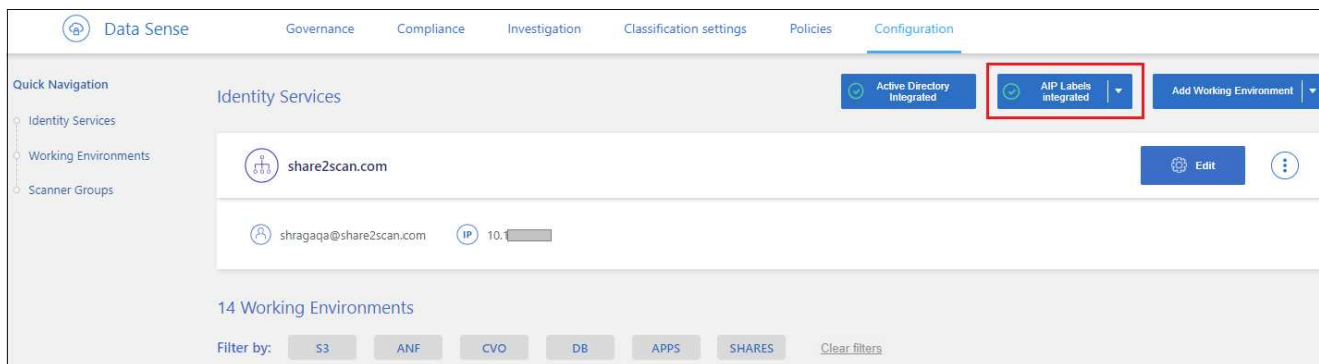 Data Sense
Governance
Compliance
Investigation
Classification settings
Policies
Configuration
Quick Navigation
Identity Services
Working Environments
Scanner Groups
Identity Services
Active Directory
Integrated
AIP Labels
integrated
Add Working Environment
share2scan.com
Edit
shragaqa@share2scan.com
IP
10.1
14 Working Environments
Filter by:
S3
ANF
CVO
DB
APPS
SHARES
Clear filters